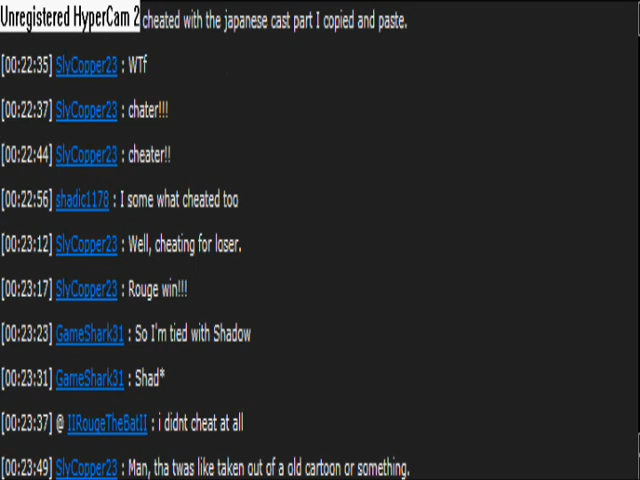 Unregistered HyperCam 2 cheated with the japanese cast part I copied and paste.
[00:22:35] SlyCopper23 : WTf
[00:22:37] SlyCopper23 : chater!!!
[00:22:44] SlyCopper23 : cheater!!
[00:22:56] shadic1178 : I some what cheated too
[00:23:12] SlyCopper23 : Well, cheating for loser.
[00:23:17] SlyCopper23 : Rouge win!!!
[00:23:23] GameShark31 : So I'm tied with Shadow
[00:23:31] GameShark31 : Shad*
[00:23:37] @ IIRougeTheBatII : i didnt cheat at all
[00:23:49] SlyCopper23 : Man, tha twas like taken out of a old cartoon or something.